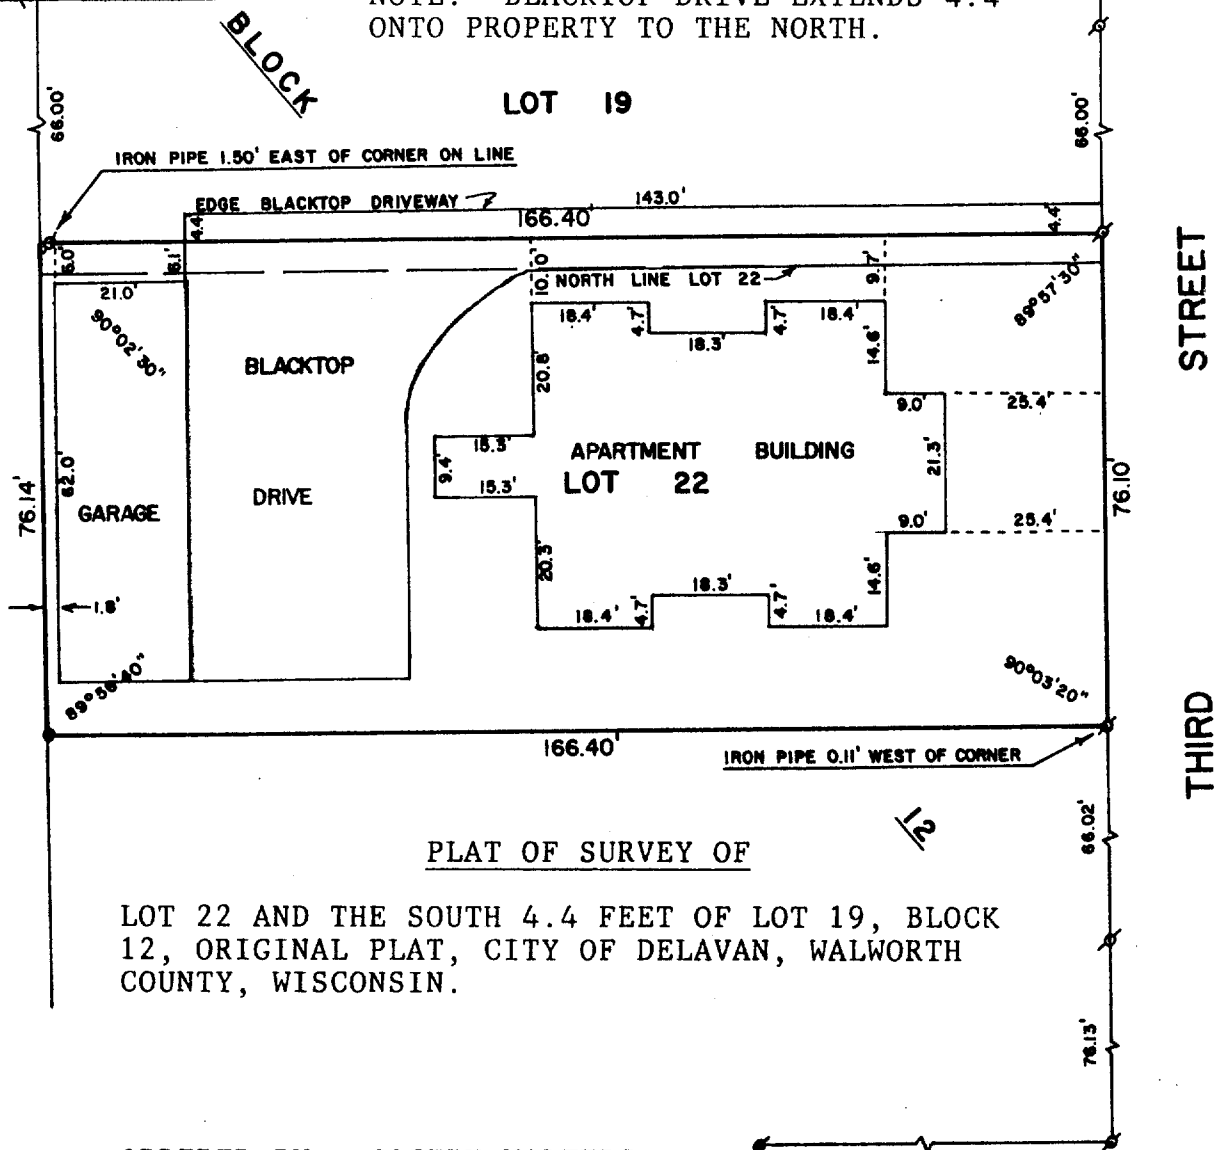 NOTE: BLACKTOP DRIVE EXTENDS 4.4'
ONTO PROPERTY TO THE NORTH.
BLOCK
LOT 19
66.00'
66.00'
IRON PIPE 1.50' EAST OF CORNER ON LINE
EDGE BLACKTOP DRIVEWAY
143.0'
4.4'
166.40'
4.4'
6.0'
6.1'
10.0'
NORTH LINE LOT 22
9.7'
89°57'30"
21.0'
90°02'30"
18.4'
4.7'
18.3'
4.7'
18.4'
14.6'
STREET
BLACKTOP
20.8'
9.0'
25.4'
15.3'
APARTMENT BUILDING
9.4'
21.3'
62.0'
76.14'
76.10'
15.3'
LOT 22
DRIVE
GARAGE
9.0'
25.4'
20.3'
14.6'
18.3'
1.8'
18.4'
4.7'
4.7'
18.4'
89°56'40"
90°03'20"
THIRD
166.40'
IRON PIPE 0.11' WEST OF CORNER
12
66.02'
PLAT OF SURVEY OF
LOT 22 AND THE SOUTH 4.4 FEET OF LOT 19, BLOCK
12, ORIGINAL PLAT, CITY OF DELAVAN, WALWORTH
COUNTY, WISCONSIN.
76.13'